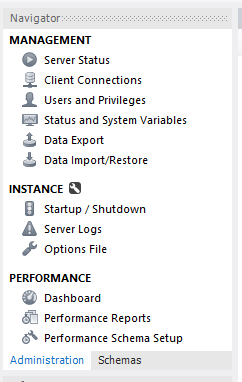 Navigator
MANAGEMENT
Server Status
Client Connections
Users and Privileges
Status and System Variables
Data Export
Data Import/Restore
INSTANCE
Startup / Shutdown
Server Logs
Options File
PERFORMANCE
Dashboard
Performance Reports
Performance Schema Setup
Administration Schemas